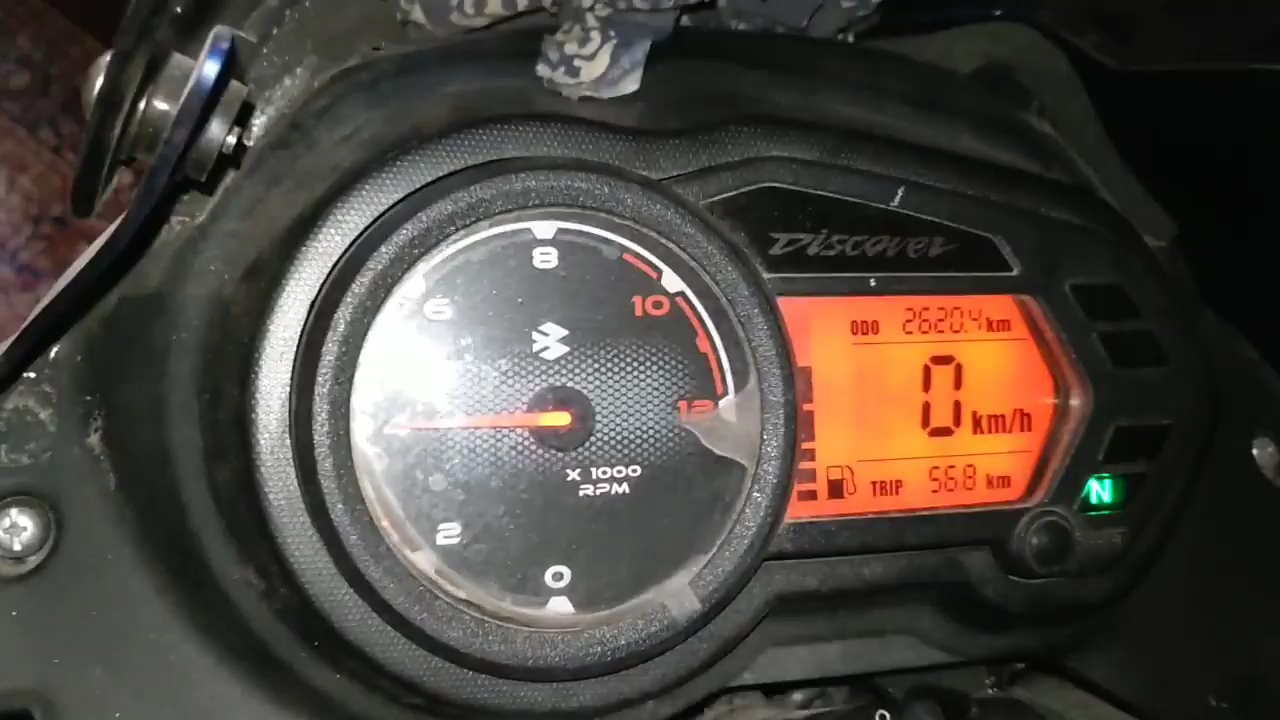 Discover
8
6
10
12
2
0
X 1000
RPM
ODO 2620.4 km
0 km/h
TRIP 56.8 km
N